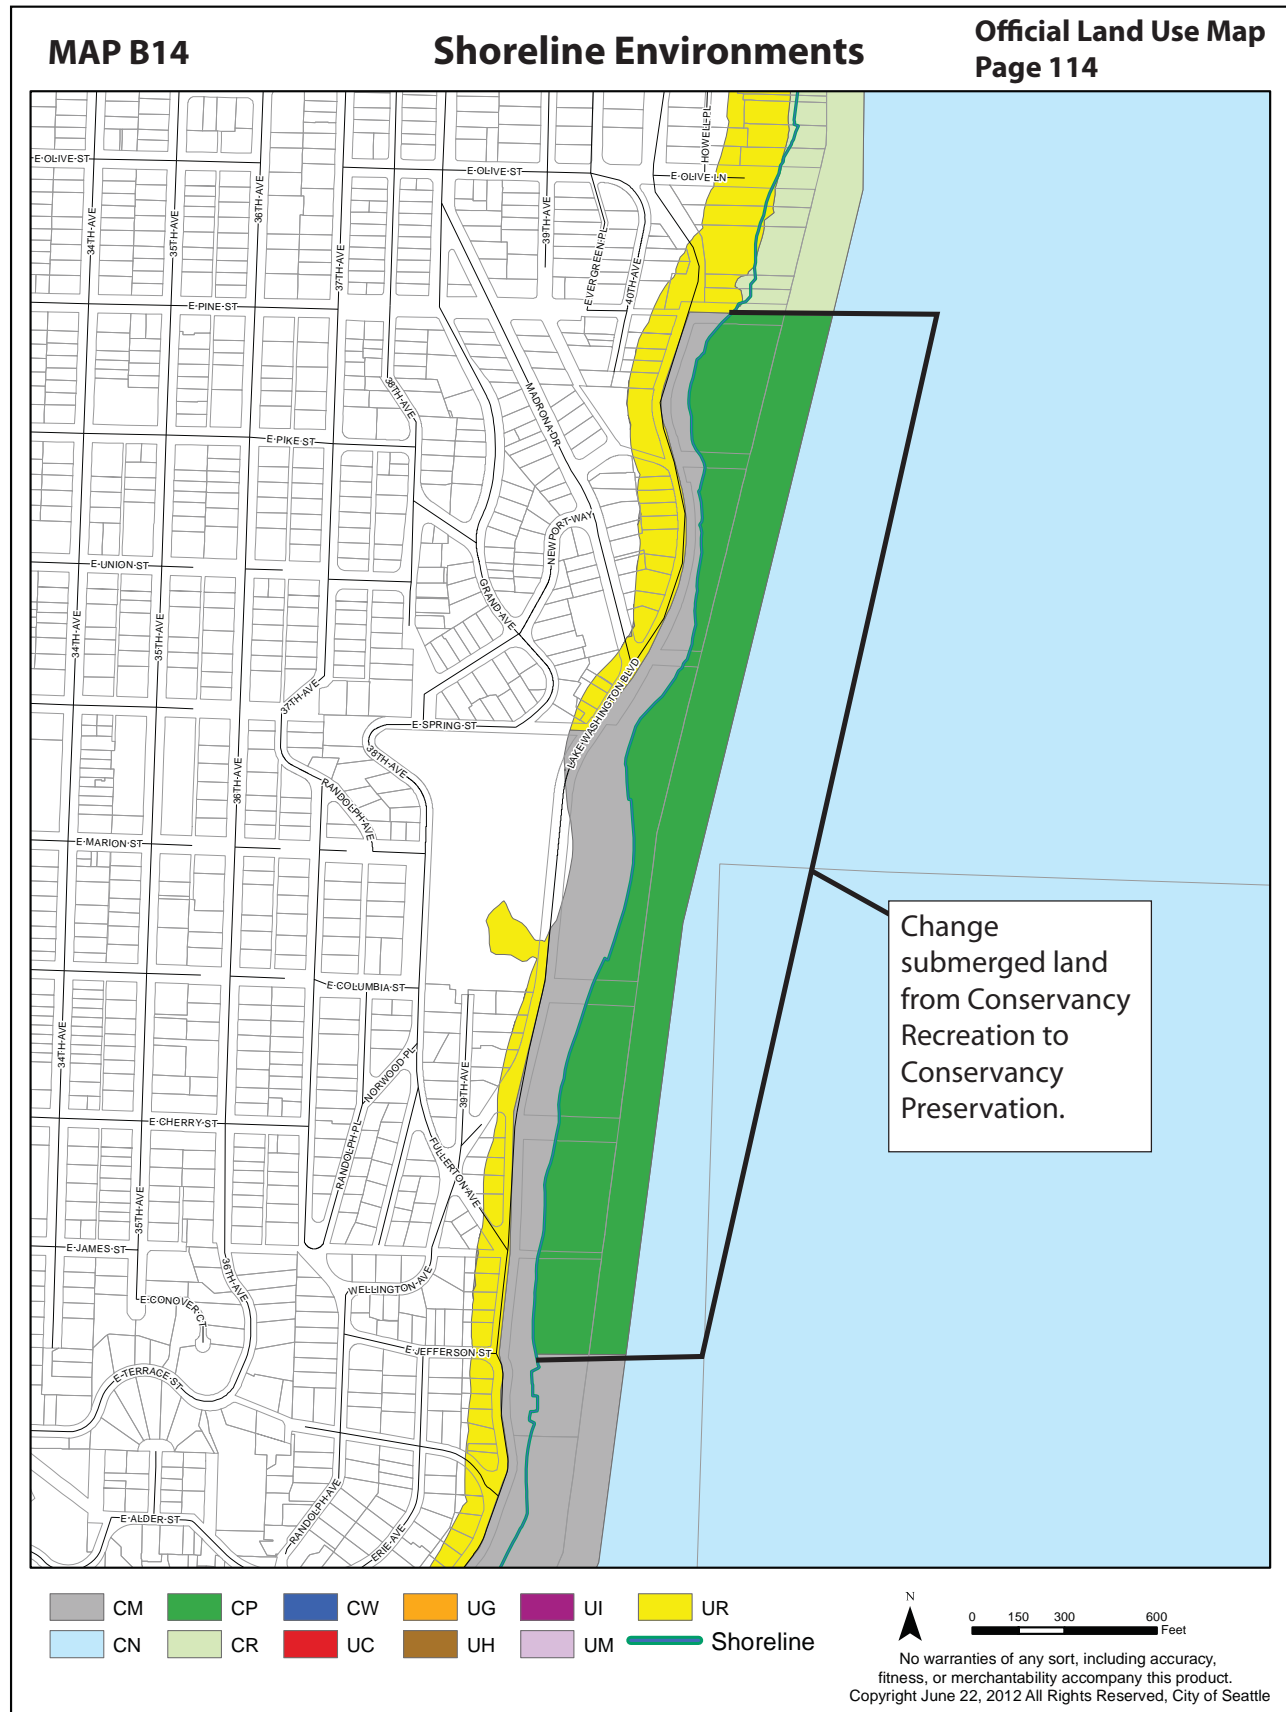 MAP B14
Shoreline Environments
Official Land Use Map
Page 114
E OLIVE ST
34TH AVE
35TH AVE
36TH AVE
37TH AVE
E OLIVE ST
39TH AVE
EVERGREEN PL
40TH AVE
HOWELL PL
E OLIVE LN
E PINE ST
38TH AVE
MADRONA DR
E PIKE ST
NEWPORT WAY
GRAND AVE
E UNION ST
34TH AVE
35TH AVE
37TH AVE
LAKE WASHINGTON BLVD
E SPRING ST
38TH AVE
36TH AVE
RANDOLPH AVE
E MARION ST
Change
submerged land
from Conservancy
Recreation to
Conservancy
Preservation.
E COLUMBIA ST
34TH AVE
NORWOOD PL
39TH AVE
E CHERRY ST
RANDOLPH PL
FULLERTON AVE
35TH AVE
E JAMES ST
36TH AVE
WELLINGTON AVE
E CONOVER CT
E JEFFERSON ST
E TERRACE ST
RANDOLPH AVE
E ALDER ST
ERIE AVE
CM
CP
CW
UG
UI
UR
CN
CR
UC
UH
UM
Shoreline
N
0 150 300 600
Feet
No warranties of any sort, including accuracy,
fitness, or merchantability accompany this product.
Copyright June 22, 2012 All Rights Reserved, City of Seattle